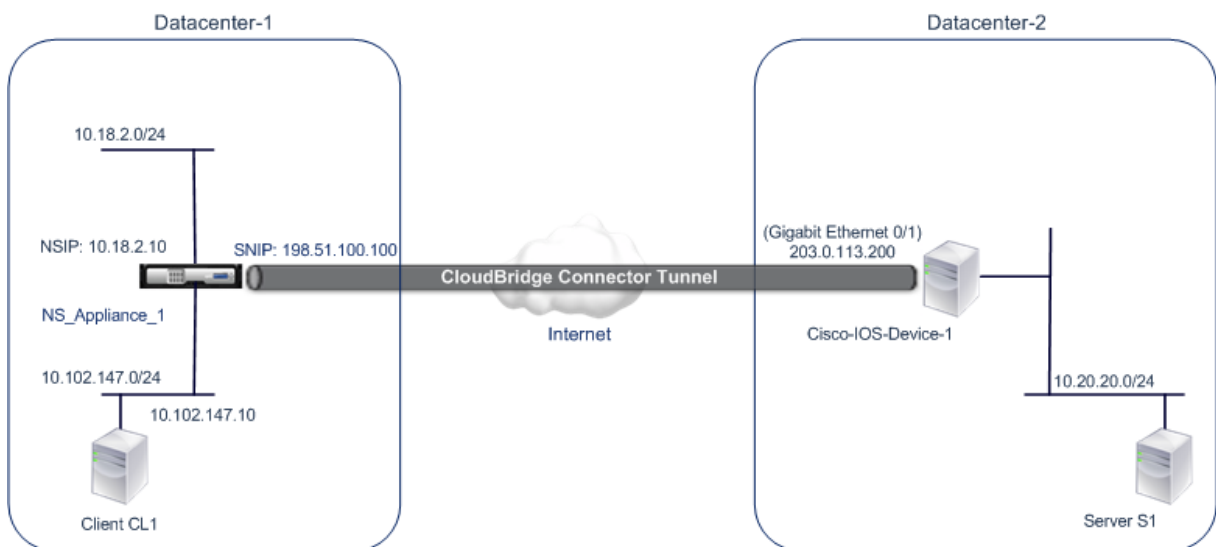 Datacenter-1
Datacenter-2
10.18.2.0/24
NSIP: 10.18.2.10
SNIP: 198.51.100.100
(Gigabit Ethernet 0/1)
203.0.113.200
CloudBridge Connector Tunnel
NS_Appliance_1
Internet
Cisco-IOS-Device-1
10.102.147.0/24
10.102.147.10
10.20.20.0/24
Client CL1
Server S1